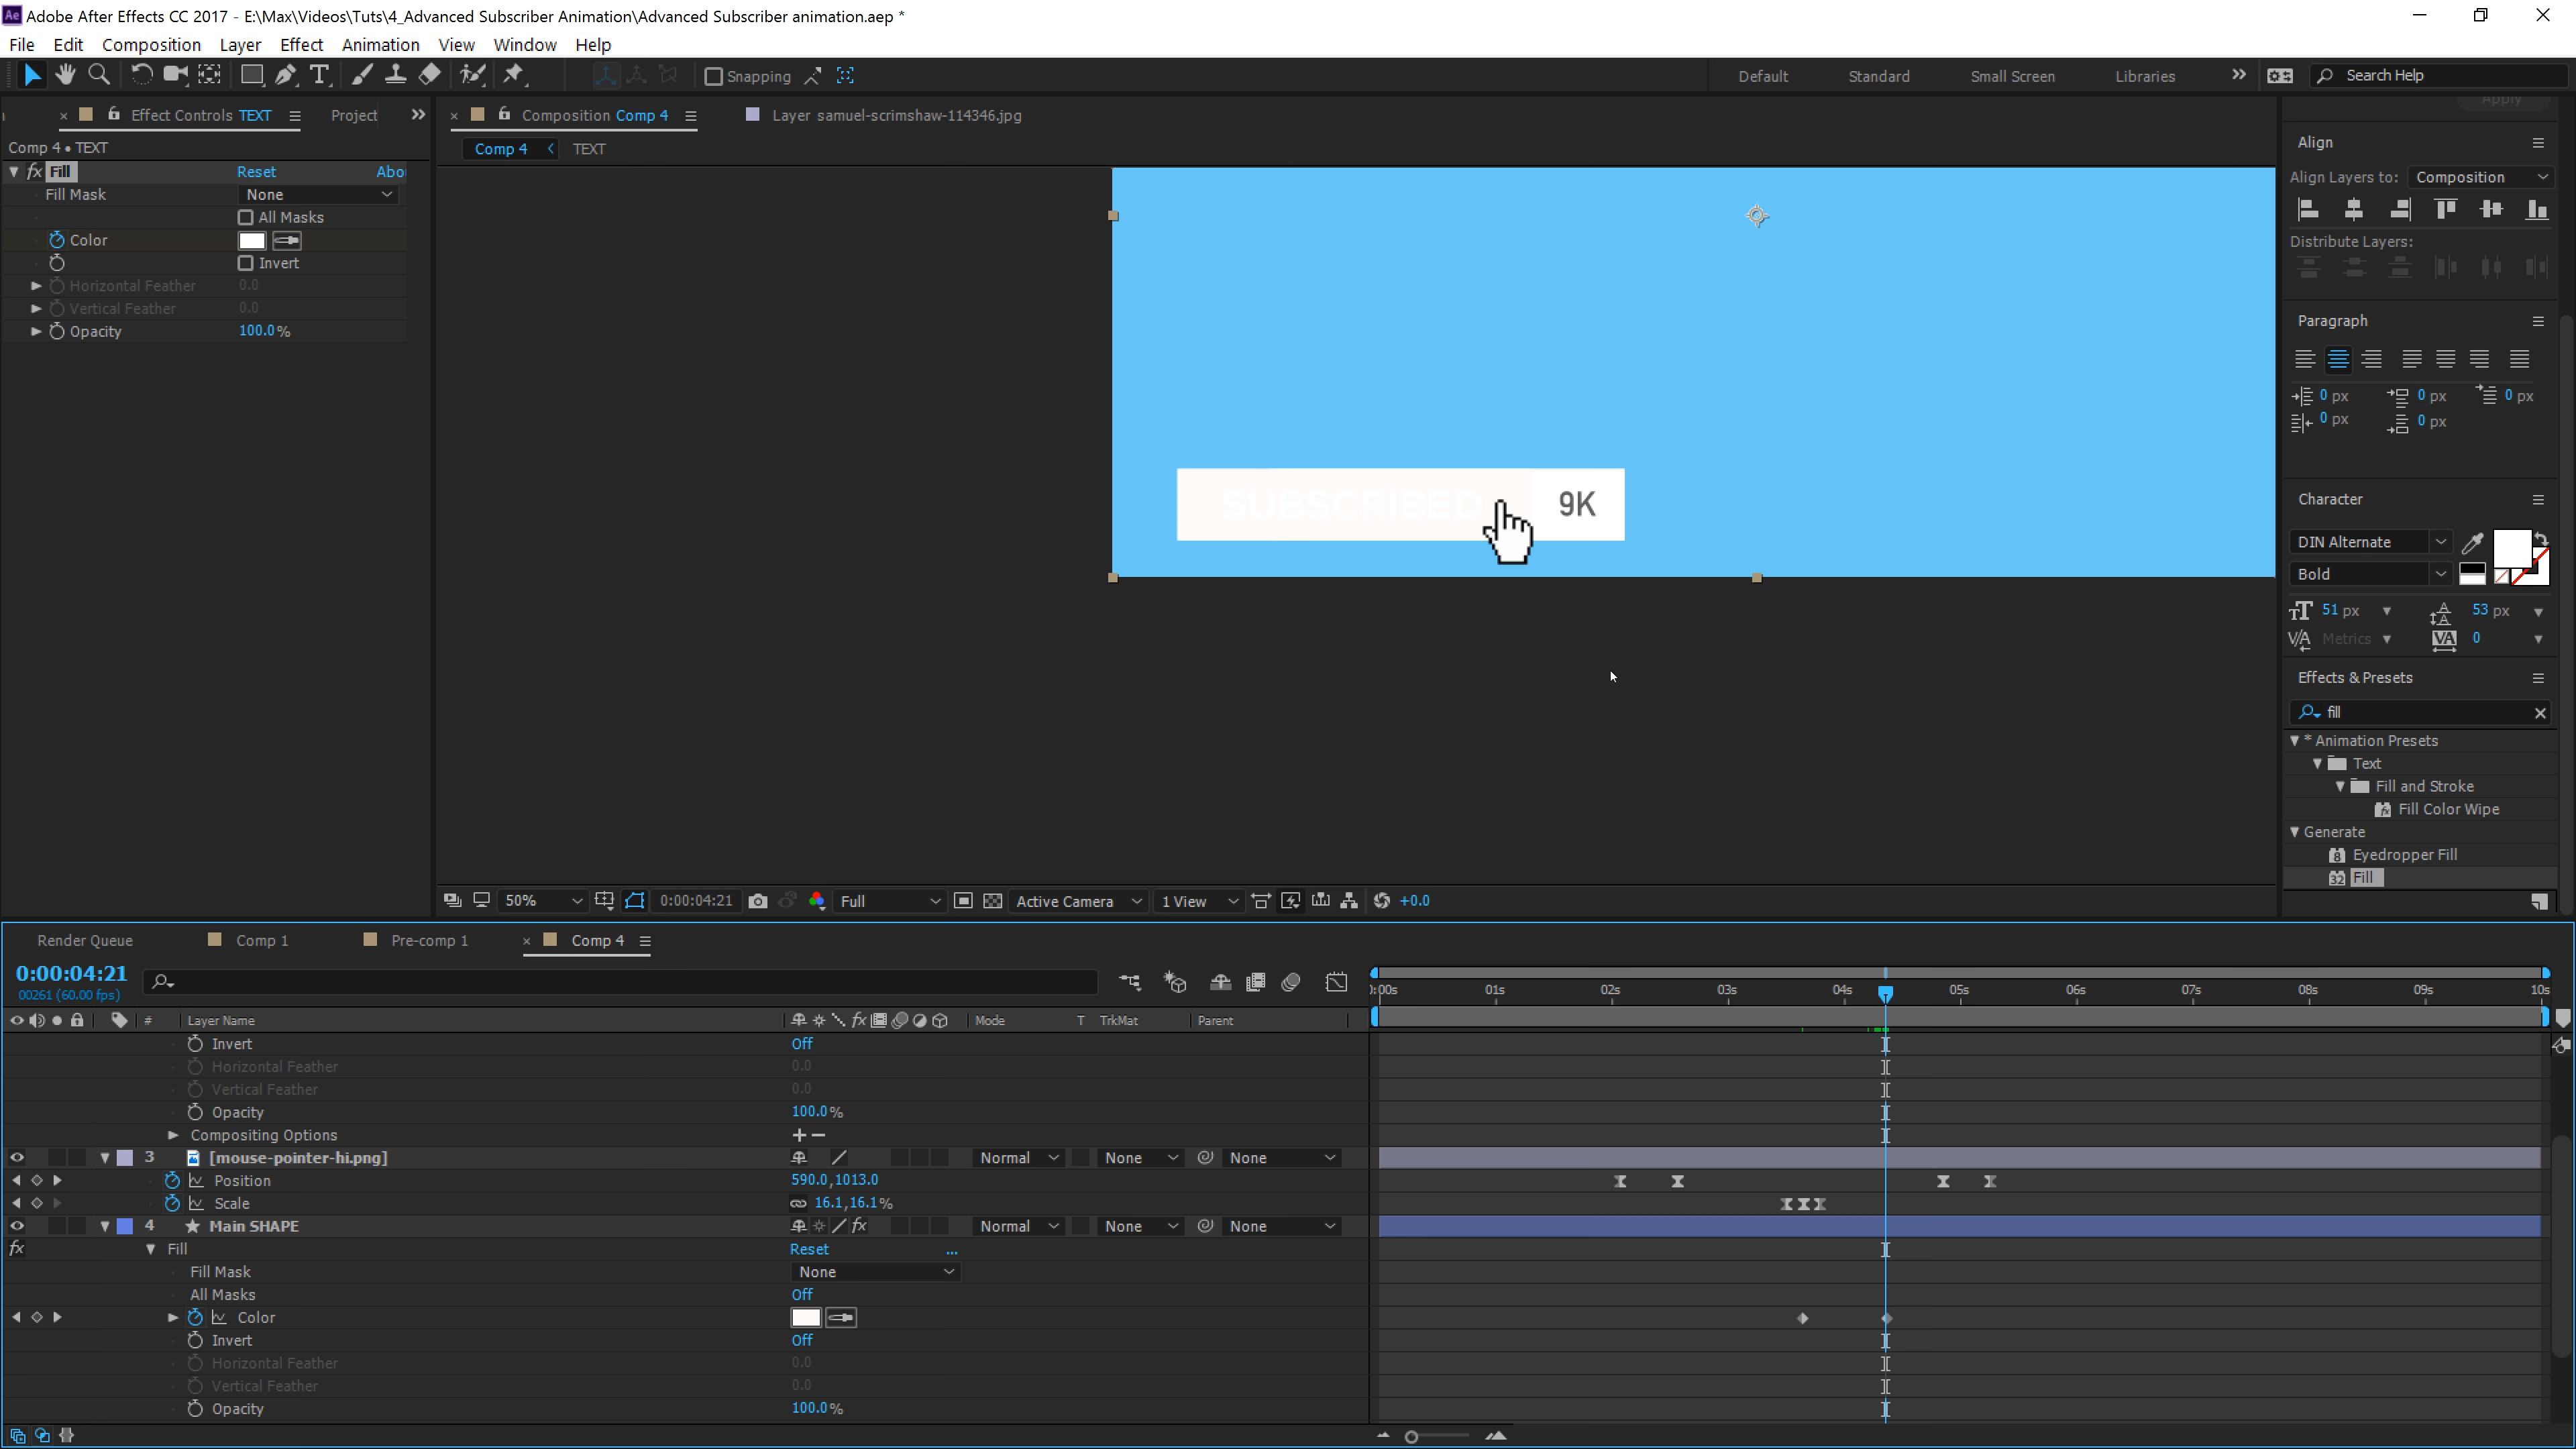 Adobe After Effects CC 2017 - E:\Max\Videos\Tuts\4_Advanced Subscriber Animation\Advanced Subscriber animation.aep *
File Edit Composition Layer Effect Animation View Window Help
Snapping
Default Standard Small Screen Libraries Search Help
Effect Controls TEXT Project
Composition Comp 4
Layer samuel-scrimshaw-114346.jpg
Apply
Comp 4 • TEXT
Comp 4 TEXT
Fill Reset
Fill Mask None
All Masks
Color
Invert
Horizontal Feather 0.0
Vertical Feather 0.0
Opacity 100.0%
SUBSCRIBED 9K
50% 0:00:04:21 Full Active Camera 1 View +0.0
Align
Align Layers to: Composition
Distribute Layers:
Paragraph
0 px 0 px 0 px
0 px 0 px
Character
DIN Alternate
Bold
51 px 53 px
Metrics 0
Effects & Presets
fill
* Animation Presets
Text
Fill and Stroke
Fill Color Wipe
Generate
Eyedropper Fill
Fill
Render Queue Comp 1 Pre-comp 1 Comp 4
0:00:04:21
00261 (60.00 fps)
):00s 01s 02s 03s 04s 05s 06s 07s 08s 09s 10s
# Layer Name Mode T TrkMat Parent
Invert Off
Horizontal Feather 0.0
Vertical Feather 0.0
Opacity 100.0%
Compositing Options
3 [mouse-pointer-hi.png] Normal None None
Position 590.0,1013.0
Scale 16.1,16.1%
4 Main SHAPE Normal None None
fx Fill Reset ...
Fill Mask None
All Masks Off
Color
Invert Off
Horizontal Feather 0.0
Vertical Feather 0.0
Opacity 100.0%